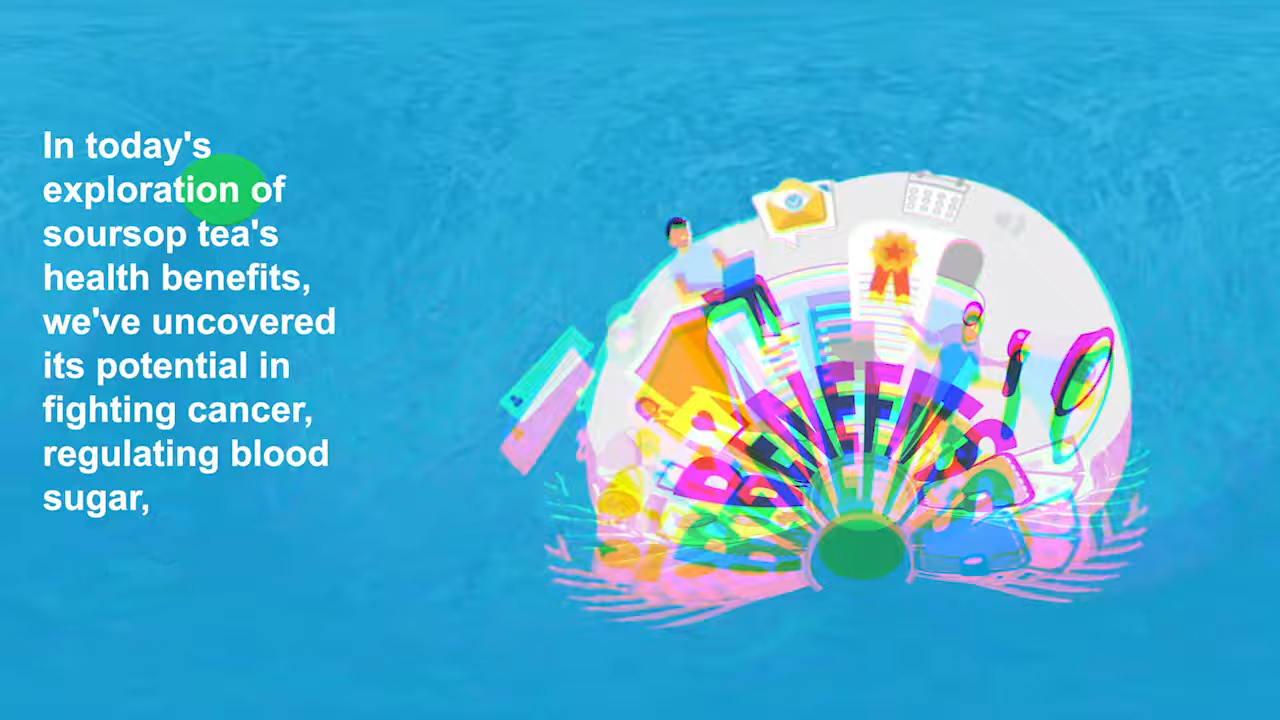 In today's
exploration of
soursop tea's
health benefits,
we've uncovered
its potential in
fighting cancer,
regulating blood
sugar,